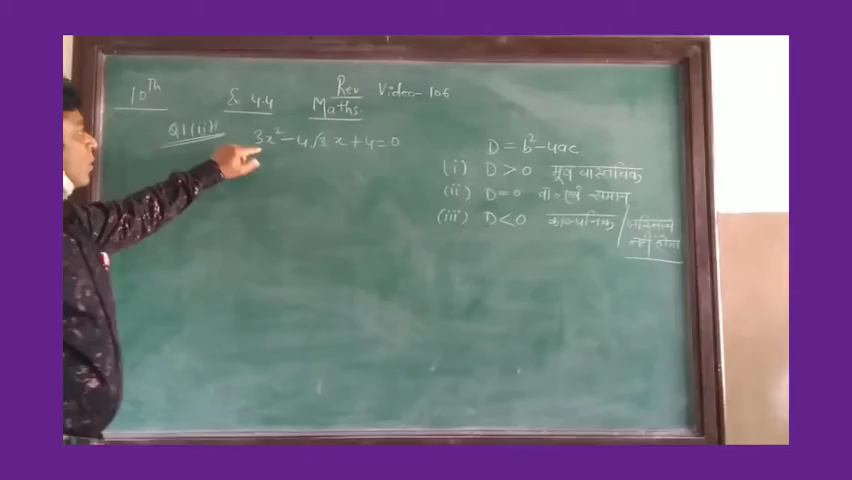 10th Ex 4.4 Rev Video-106
Maths
Q1(ii)
3x²-4√3 x+4=0
D=b²-4ac
(i) D>0 मूल वास्तविक
(ii) D=0 वा० एवं समान
(iii) D<0 काल्पनिक / अस्तित्व
नहीं होगा